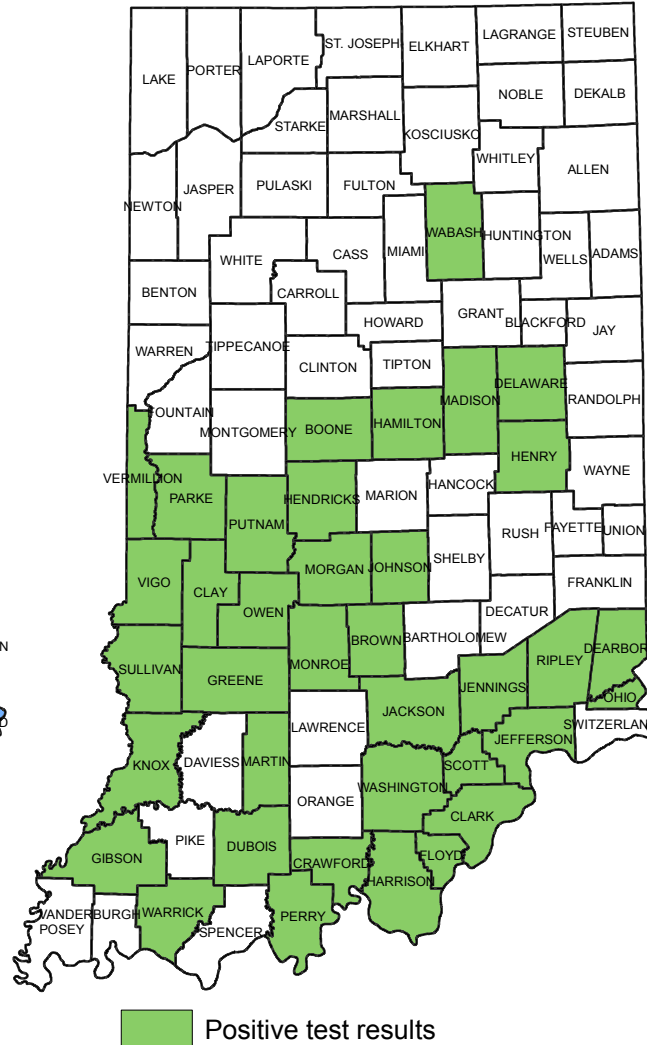 ST. JOSEPH
ELKHART
LAGRANGE
STEUBEN
LAKE
PORTER
LAPORTE
NOBLE
DEKALB
STARKE
MARSHALL
KOSCIUSKO
WHITLEY
ALLEN
NEWTON
JASPER
PULASKI
FULTON
WABASH
HUNTINGTON
WHITE
CASS
MIAMI
WELLS
ADAMS
BENTON
CARROLL
HOWARD
GRANT
BLACKFORD
JAY
WARREN
TIPPECANOE
CLINTON
TIPTON
MADISON
DELAWARE
RANDOLPH
FOUNTAIN
MONTGOMERY
BOONE
HAMILTON
HENRY
WAYNE
VERMILLION
PARKE
HENDRICKS
MARION
HANCOCK
PUTNAM
RUSH
FAYETTE
UNION
VIGO
CLAY
MORGAN
JOHNSON
SHELBY
FRANKLIN
OWEN
DECATUR
BROWN
BARTHOLOMEW
N
SULLIVAN
GREENE
MONROE
RIPLEY
DEARBOR
JENNINGS
OHIO
D
LAWRENCE
JACKSON
JEFFERSON
SWITZERLAN
KNOX
DAVIESS
MARTIN
SCOTT
WASHINGTON
ORANGE
CLARK
PIKE
DUBOIS
GIBSON
CRAWFORD
FLOYD
HARRISON
VANDERBURGH
POSEY
WARRICK
PERRY
SPENCER
Positive test results